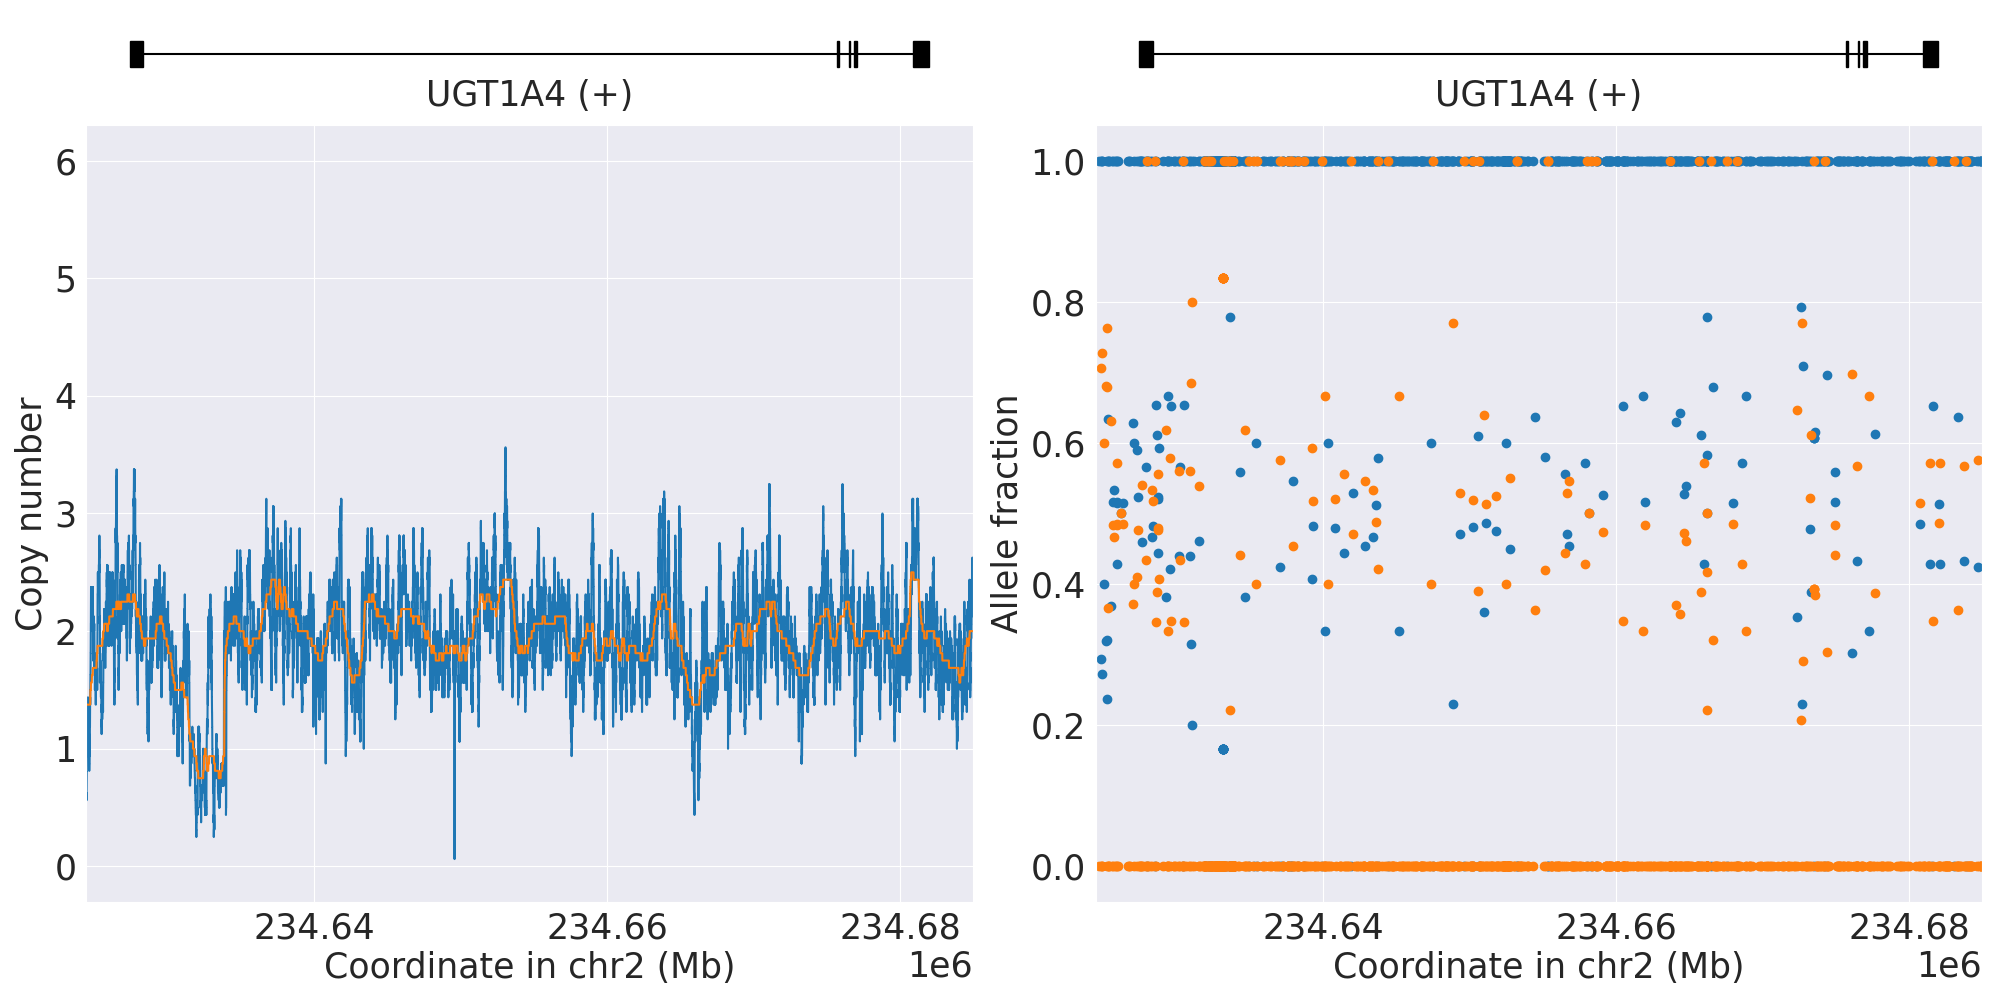 UGT1A4 (+)
6
5
4
3
2
1
0
Copy number
234.64
234.66
234.68
Coordinate in chr2 (Mb)
1e6
UGT1A4 (+)
1.0
0.8
0.6
0.4
0.2
0.0
Allele fraction
234.64
234.66
234.68
Coordinate in chr2 (Mb)
1e6